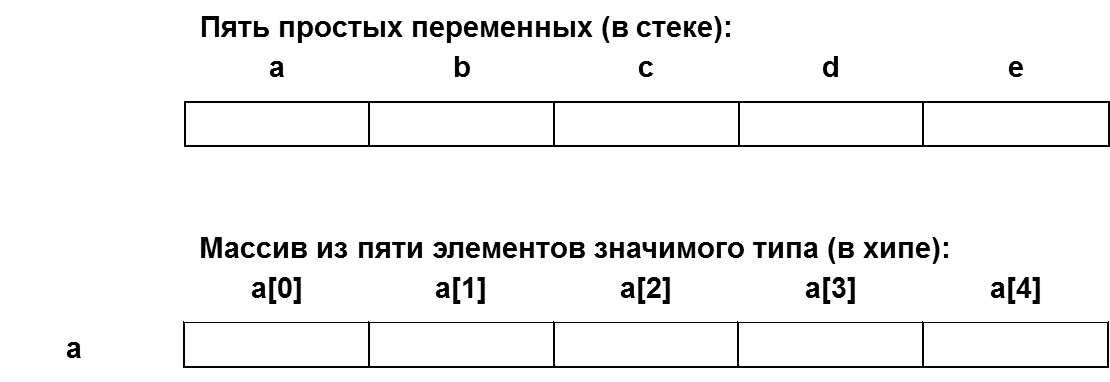 Пять простых переменных (в стеке):
a b c d e
Массив из пяти элементов значимого типа (в хипе):
a[0] a[1] a[2] a[3] a[4]
a